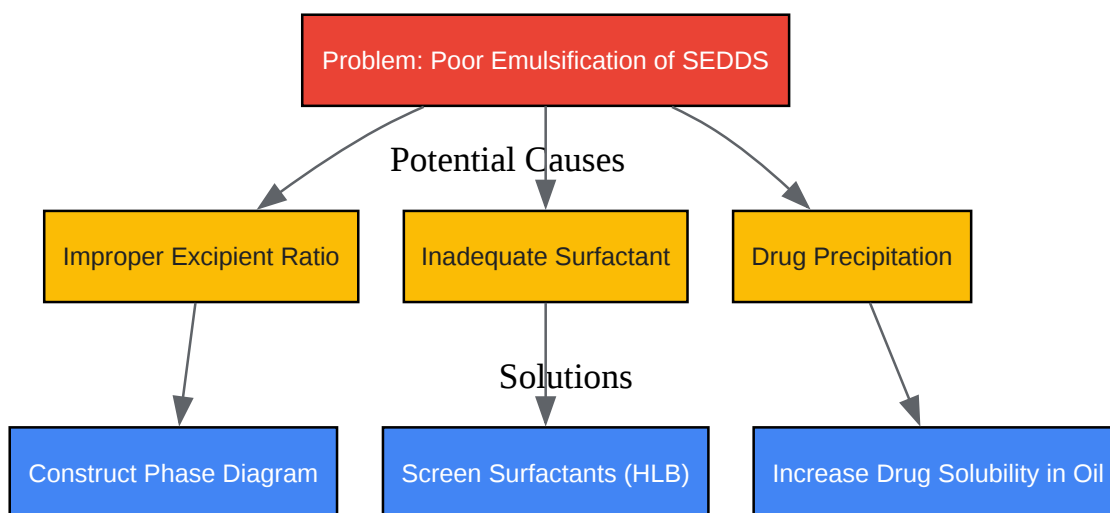 Problem: Poor Emulsification of SEDDS
Potential Causes
Improper Excipient Ratio
Inadequate Surfactant
Drug Precipitation
Solutions
Construct Phase Diagram
Screen Surfactants (HLB)
Increase Drug Solubility in Oil